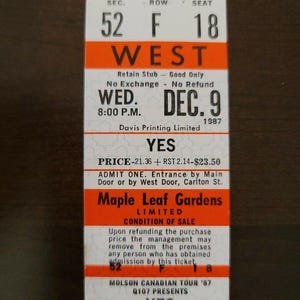 SEC. ROW SEAT
52 F 18
WEST
Retain Stub — Good Only
No Exchange - No Refund
WED. DEC. 9
8:00 P.M. 1987
Davis Printing Limited
YES
PRICE-21.36 + RST 2.14-$23.50
ADMIT ONE. Entrance by Main
Door or by West Door, Carlton St.
Maple Leaf Gardens
LIMITED
CONDITION OF SALE
Upon refunding the purchase
price the management may
remove from the premises
any person who has obtained
admission by this ticket.
52 F 18
MOLSON CANADIAN TOUR '87
Q107 PRESENTS
YES